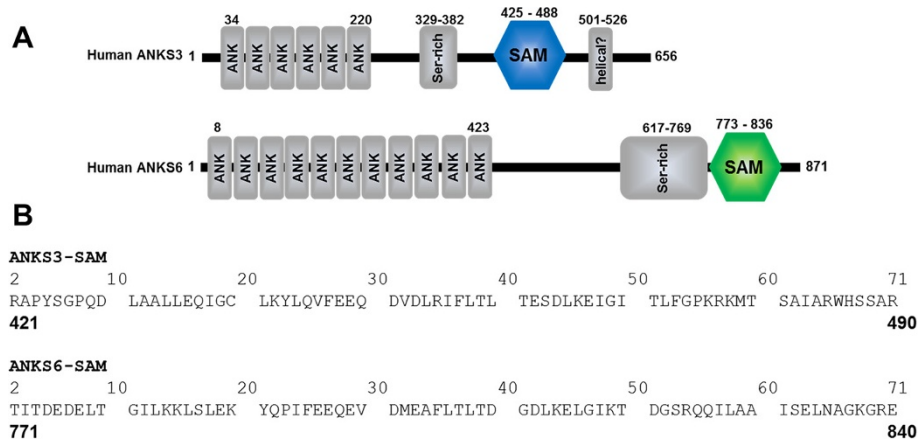 A
34 220 329-382 425 - 488 501-526
Human ANKS3 1 ANK ANK ANK ANK ANK ANK Ser-rich SAM helical? 656
8 423 617-769 773 - 836
Human ANKS6 1 ANK ANK ANK ANK ANK ANK ANK ANK ANK ANK ANK Ser-rich SAM 871
B
ANKS3-SAM
2 10 20 30 40 50 60 71
RAPYSGPQD LAALLEQIGC LKYLQVFEEQ DVDLRIFLTL TESDLKEIGI TLFGPKRKMT SAIARWHSSAR
421 490
ANKS6-SAM
2 10 20 30 40 50 60 71
TITDEDELT GILKKLSLEK YQPIFEEQEV DMEAFLTLTD GDLKELGIKT DGSRQQILAA ISELNAGKGRE
771 840